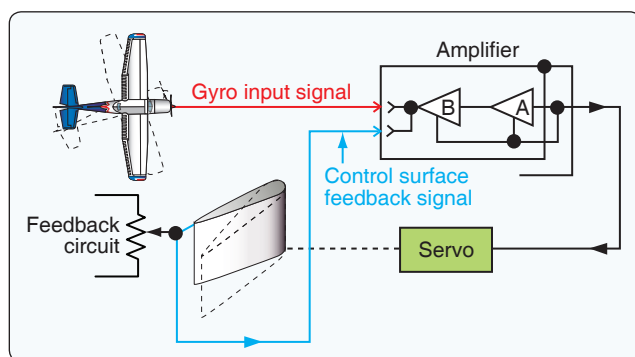 Amplifier
Gyro input signal
B
A
Control surface
feedback signal
Feedback
circuit
Servo